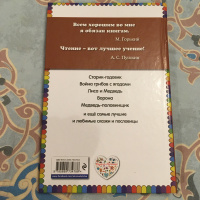 Всем хорошим во мне
я обязан книгам.
М. Горький
Чтение – вот лучшее учение!
А. С. Пушкин
Старик-годовик
Война грибов с ягодами
Лиса и Медведь
Ворона
Медведь-половинщик
и ещё самые лучшие
и любимые сказки и пословицы